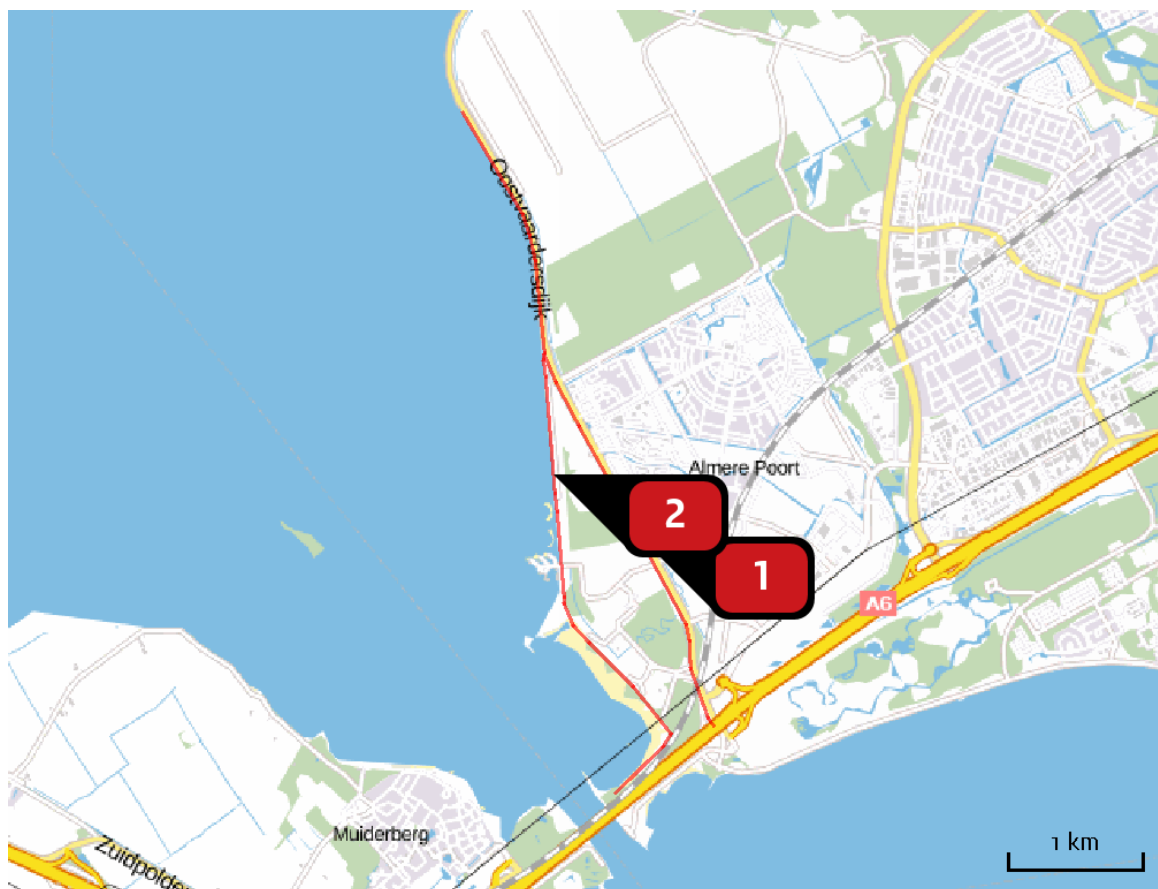 Oostvaardersdijk
Almere Poort
2
1
A6
Muiderberg
Zuidpolder
1 km